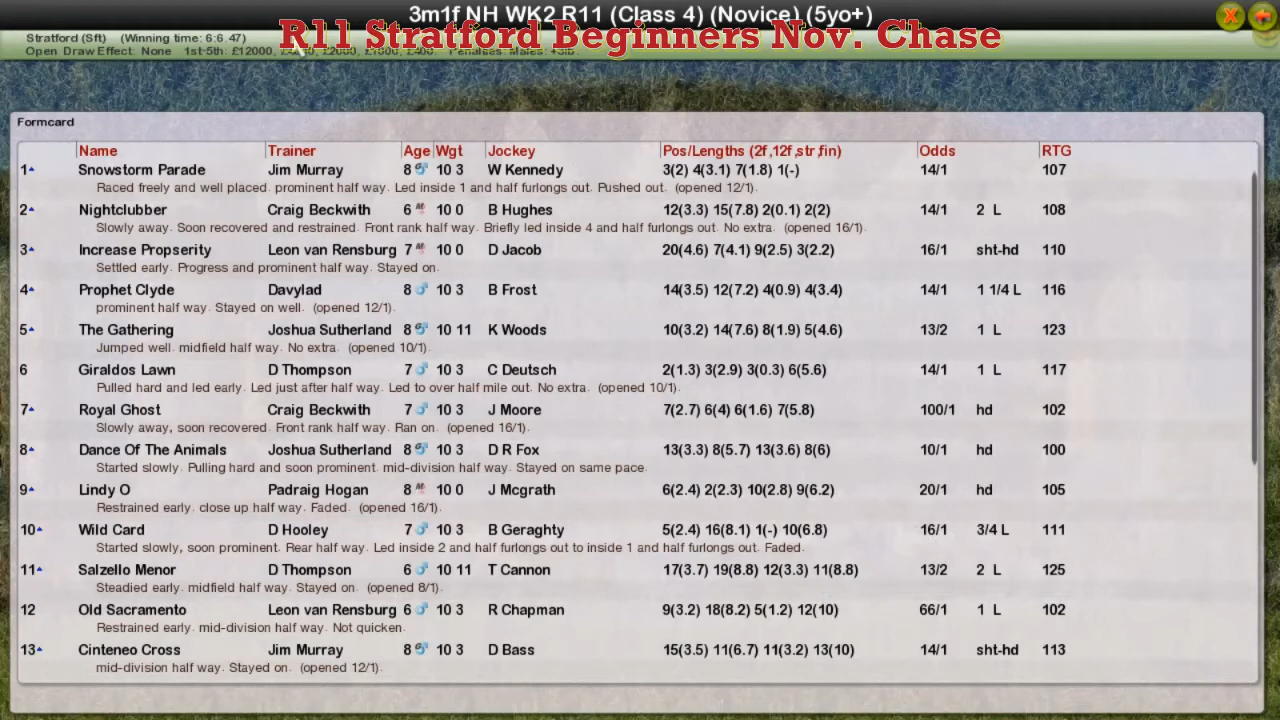 3m1f NH WK2 R11 (Class 4) (Novice) (5yo+)
R11 Stratford Beginners Nov. Chase
Stratford (Sft) (Winning time: 6:6.47)
Open Draw Effect: None 1st-5th: £12000,
Formcard
Name Trainer Age Wgt Jockey Pos/Lengths (2f,12f,str,fin) Odds RTG
1 Snowstorm Parade Jim Murray 8 10 3 W Kennedy 3(2) 4(3.1) 7(1.8) 1(-) 14/1 107
Raced freely and well placed. prominent half way. Led inside 1 and half furlongs out. Pushed out. (opened 12/1).
2 Nightclubber Craig Beckwith 6 10 0 B Hughes 12(3.3) 15(7.8) 2(0.1) 2(2) 14/1 2 L 108
Slowly away. Soon recovered and restrained. Front rank half way. Briefly led inside 4 and half furlongs out. No extra. (opened 16/1).
3 Increase Propserity Leon van Rensburg 7 10 0 D Jacob 20(4.6) 7(4.1) 9(2.5) 3(2.2) 16/1 sht-hd 110
Settled early. Progress and prominent half way. Stayed on.
4 Prophet Clyde Davylad 8 10 3 B Frost 14(3.5) 12(7.2) 4(0.9) 4(3.4) 14/1 1 1/4 L 116
prominent half way. Stayed on well. (opened 12/1).
5 The Gathering Joshua Sutherland 8 10 11 K Woods 10(3.2) 14(7.6) 8(1.9) 5(4.6) 13/2 1 L 123
Jumped well. midfield half way. No extra. (opened 10/1).
6 Giraldos Lawn D Thompson 7 10 3 C Deutsch 2(1.3) 3(2.9) 3(0.3) 6(5.6) 14/1 1 L 117
Pulled hard and led early. Led just after half way. Led to over half mile out. No extra. (opened 10/1).
7 Royal Ghost Craig Beckwith 7 10 3 J Moore 7(2.7) 6(4) 6(1.6) 7(5.8) 100/1 hd 102
Slowly away, soon recovered. Front rank half way. Ran on. (opened 16/1).
8 Dance Of The Animals Joshua Sutherland 8 10 3 D R Fox 13(3.3) 8(5.7) 13(3.6) 8(6) 10/1 hd 100
Started slowly. Pulling hard and soon prominent. mid-division half way. Stayed on same pace.
9 Lindy O Padraig Hogan 8 10 0 J Mcgrath 6(2.4) 2(2.3) 10(2.8) 9(6.2) 20/1 hd 105
Restrained early. close up half way. Faded. (opened 16/1).
10 Wild Card D Hooley 7 10 3 B Geraghty 5(2.4) 16(8.1) 1(-) 10(6.8) 16/1 3/4 L 111
Started slowly, soon prominent. Rear half way. Led inside 2 and half furlongs out to inside 1 and half furlongs out. Faded.
11 Salzello Menor D Thompson 6 10 11 T Cannon 17(3.7) 19(8.8) 12(3.3) 11(8.8) 13/2 2 L 125
Steadied early. midfield half way. Stayed on. (opened 8/1).
12 Old Sacramento Leon van Rensburg 6 10 3 R Chapman 9(3.2) 18(8.2) 5(1.2) 12(10) 66/1 1 L 102
Restrained early. mid-division half way. Not quicken.
13 Cinteneo Cross Jim Murray 8 10 3 D Bass 15(3.5) 11(6.7) 11(3.2) 13(10) 14/1 sht-hd 113
mid-division half way. Stayed on. (opened 12/1).